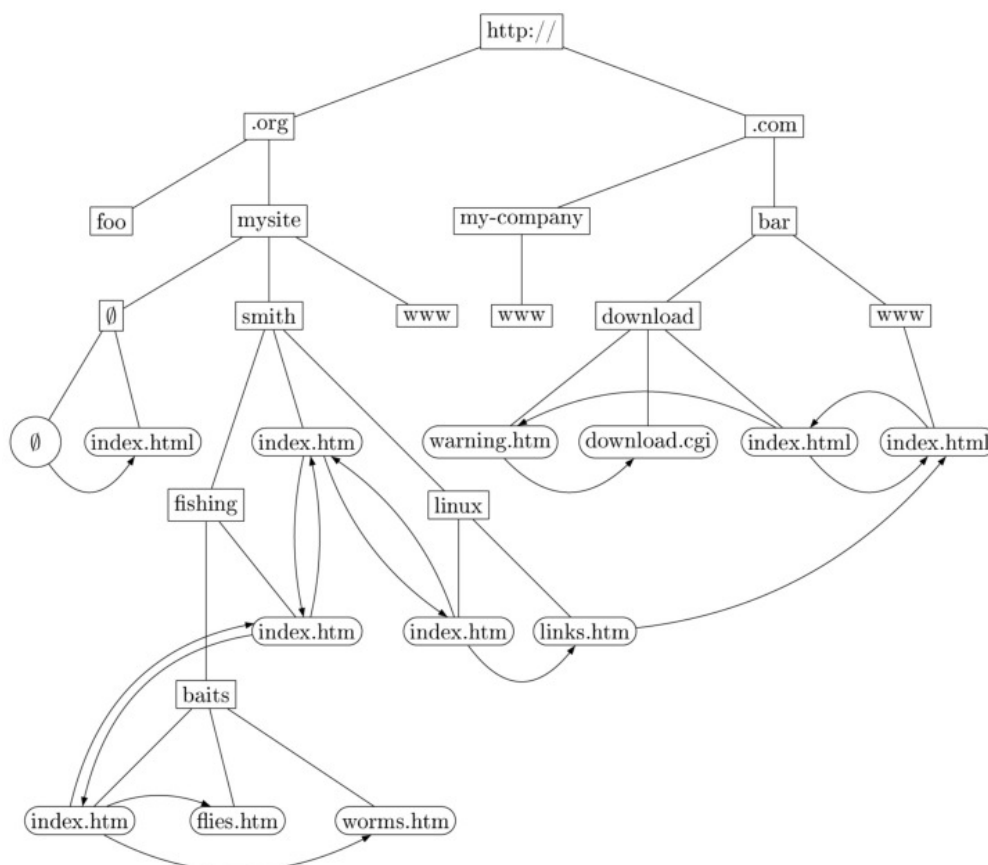 http://
.org
.com
foo
mysite
my-company
bar
∅
smith
www
www
download
www
∅
index.html
index.htm
warning.htm
download.cgi
index.html
index.html
fishing
linux
index.htm
index.htm
links.htm
baits
index.htm
flies.htm
worms.htm